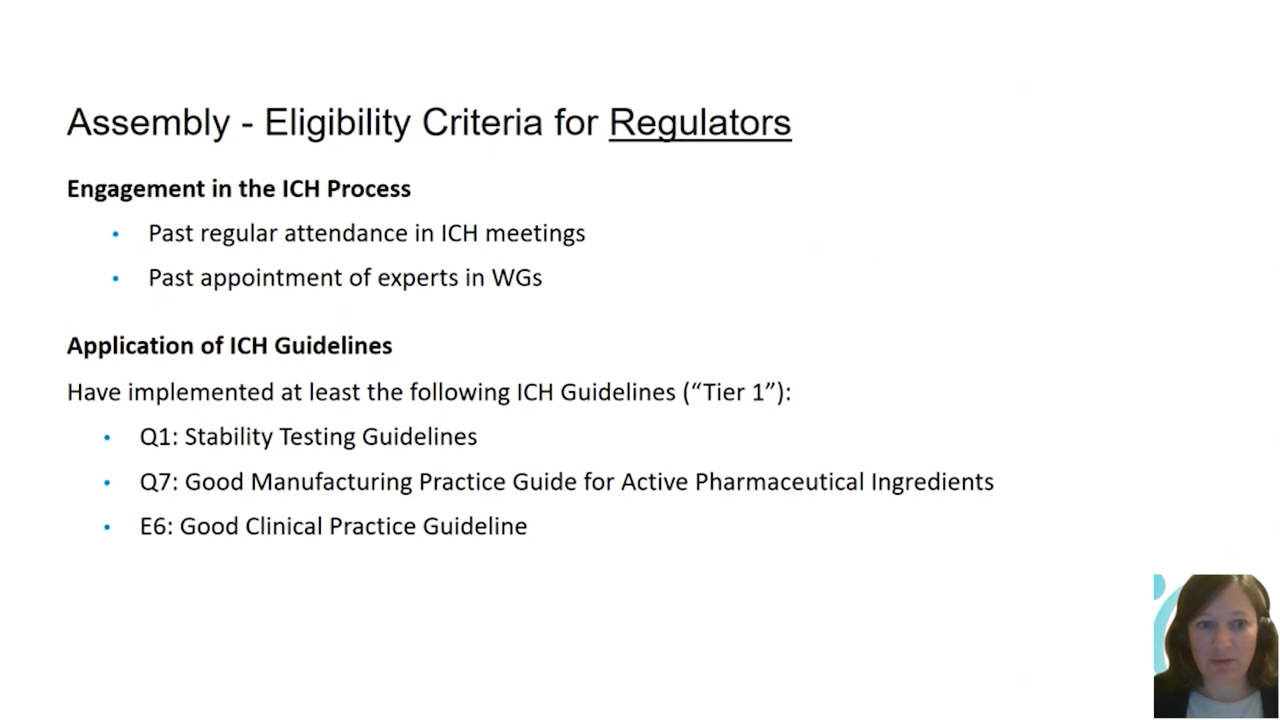 Assembly - Eligibility Criteria for Regulators
Engagement in the ICH Process
• Past regular attendance in ICH meetings
• Past appointment of experts in WGs
Application of ICH Guidelines
Have implemented at least the following ICH Guidelines (“Tier 1”):
• Q1: Stability Testing Guidelines
• Q7: Good Manufacturing Practice Guide for Active Pharmaceutical Ingredients
• E6: Good Clinical Practice Guideline